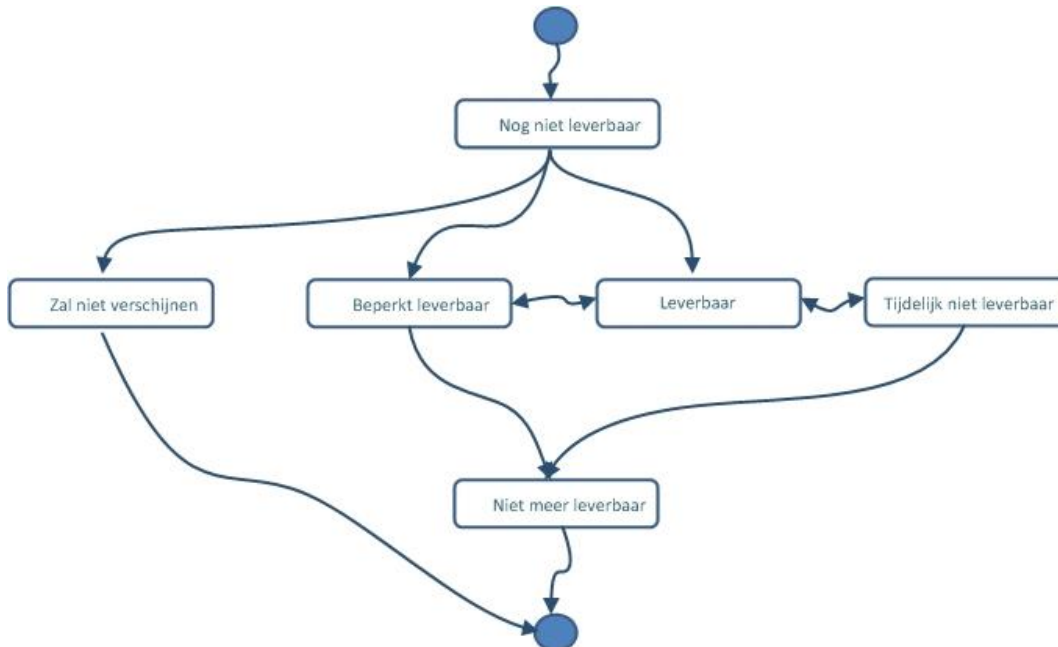 Nog niet leverbaar
Zal niet verschijnen
Beperkt leverbaar
Leverbaar
Tijdelijk niet leverbaar
Niet meer leverbaar